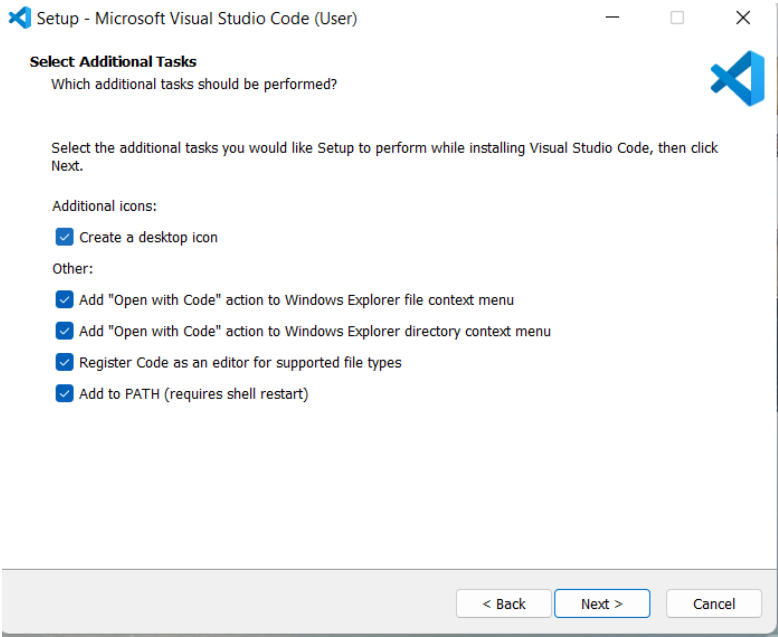 Setup - Microsoft Visual Studio Code (User)
Select Additional Tasks
Which additional tasks should be performed?
Select the additional tasks you would like Setup to perform while installing Visual Studio Code, then click
Next.
Additional icons:
Create a desktop icon
Other:
Add "Open with Code" action to Windows Explorer file context menu
Add "Open with Code" action to Windows Explorer directory context menu
Register Code as an editor for supported file types
Add to PATH (requires shell restart)
< Back Next > Cancel